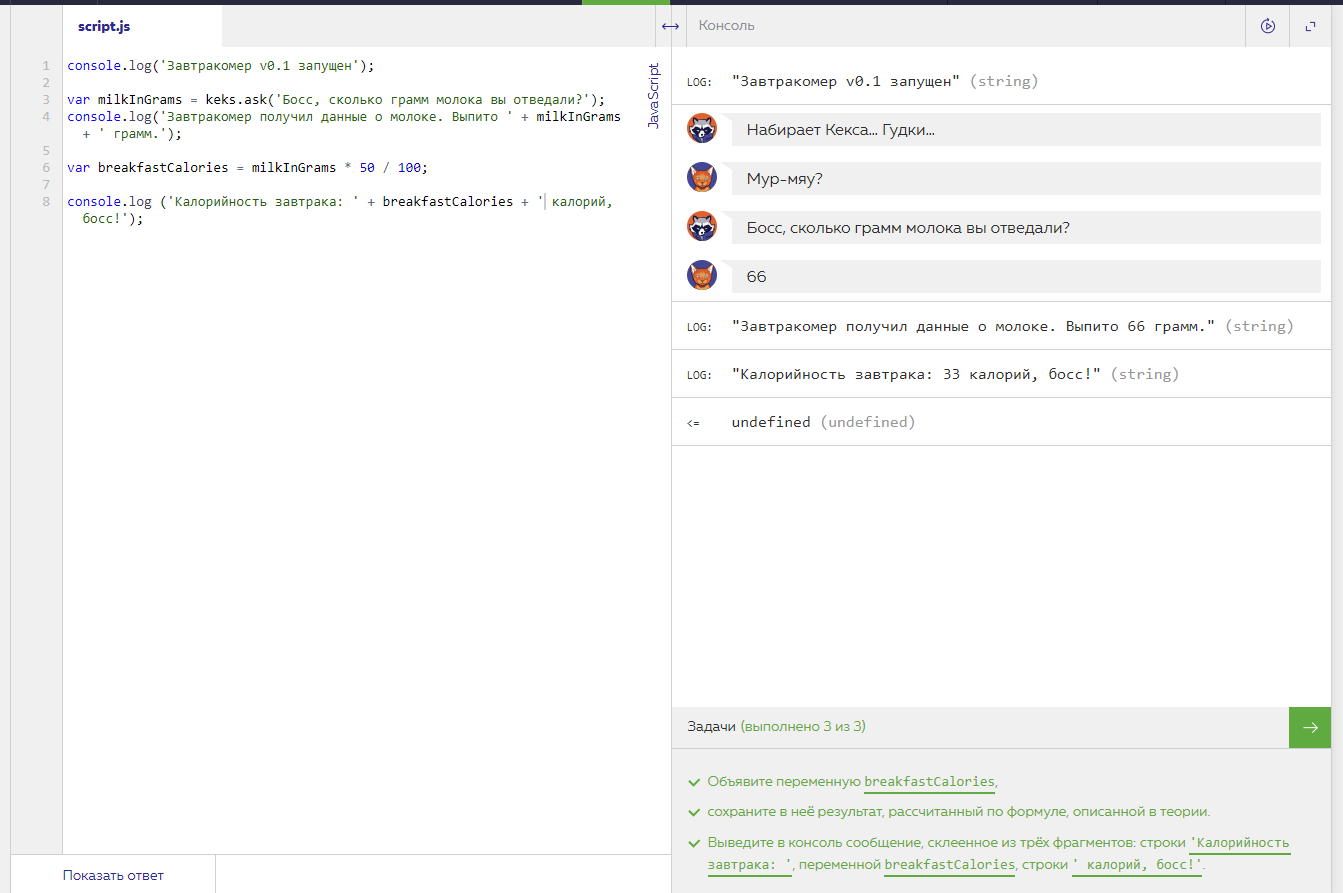 script.js
1 console.log('Завтракомер v0.1 запущен');
2
3 var milkInGrams = keks.ask('Босс, сколько грамм молока вы отведали?');
4 console.log('Завтракомер получил данные о молоке. Выпито ' + milkInGrams
+ ' грамм.');
5
6 var breakfastCalories = milkInGrams * 50 / 100;
7
8 console.log ('Калорийность завтрака: ' + breakfastCalories + ' калорий,
босс!');
JavaScript
Показать ответ
Консоль
LOG: "Завтракомер v0.1 запущен" (string)
Набирает Кекса... Гудки...
Мур-мяу?
Босс, сколько грамм молока вы отведали?
66
LOG: "Завтракомер получил данные о молоке. Выпито 66 грамм." (string)
LOG: "Калорийность завтрака: 33 калорий, босс!" (string)
<= undefined (undefined)
Задачи (выполнено 3 из 3)
Объявите переменную breakfastCalories,
сохраните в неё результат, рассчитанный по формуле, описанной в теории.
Выведите в консоль сообщение, склеенное из трёх фрагментов: строки 'Калорийность
завтрака: ', переменной breakfastCalories, строки ' калорий, босс!'.